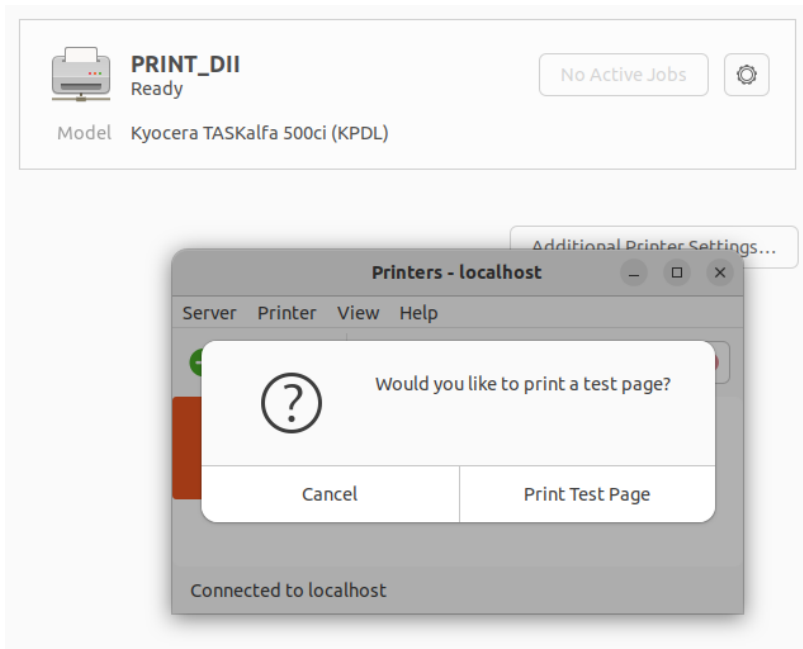 PRINT_DII
Ready
No Active Jobs
Model Kyocera TASKalfa 500ci (KPDL)
Additional Printer Settings...
Printers - localhost
Server Printer View Help
Would you like to print a test page?
Cancel Print Test Page
Connected to localhost